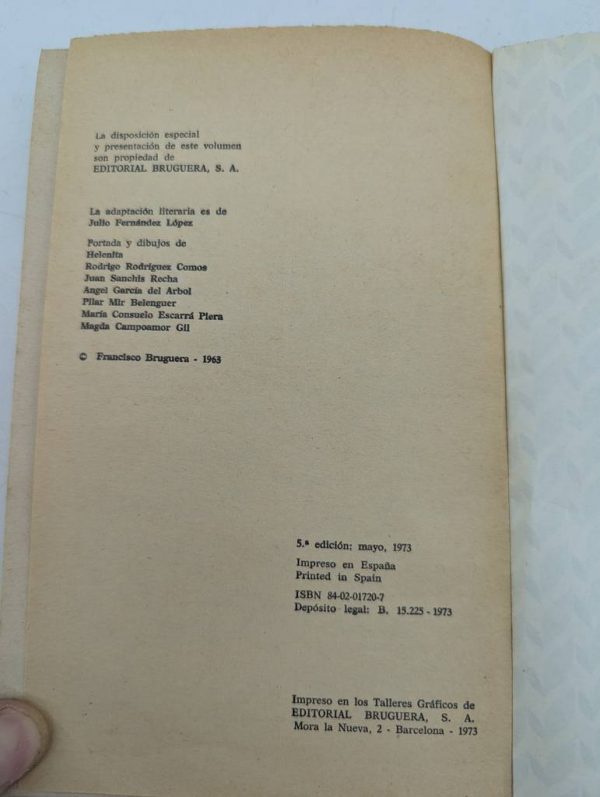 La disposición especial
y presentación de este volumen
son propiedad de
EDITORIAL BRUGUERA, S. A.
La adaptación literaria es de
Julio Fernández López
Portada y dibujos de
Helenita
Rodrigo Rodríguez Comos
Juan Sanchis Recha
Angel García del Arbol
Pilar Mir Belenguer
María Consuelo Escarrá Piera
Magda Campoamor Gil
© Francisco Bruguera - 1963
5.ª edición: mayo, 1973
Impreso en España
Printed in Spain
ISBN 84-02-01720-7
Depósito legal: B. 15.225 - 1973
Impreso en los Talleres Gráficos de
EDITORIAL BRUGUERA, S. A.
Mora la Nueva, 2 - Barcelona - 1973